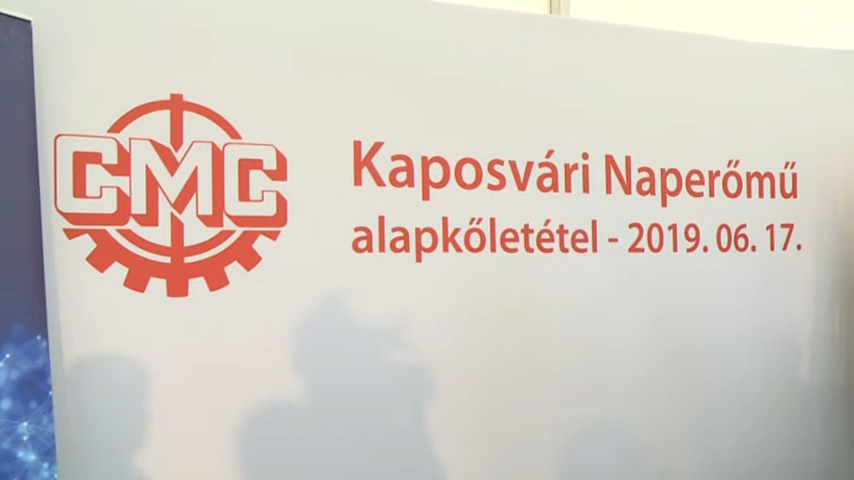 CMC
Kaposvári Naperőmű
alapkőletétel - 2019. 06. 17.